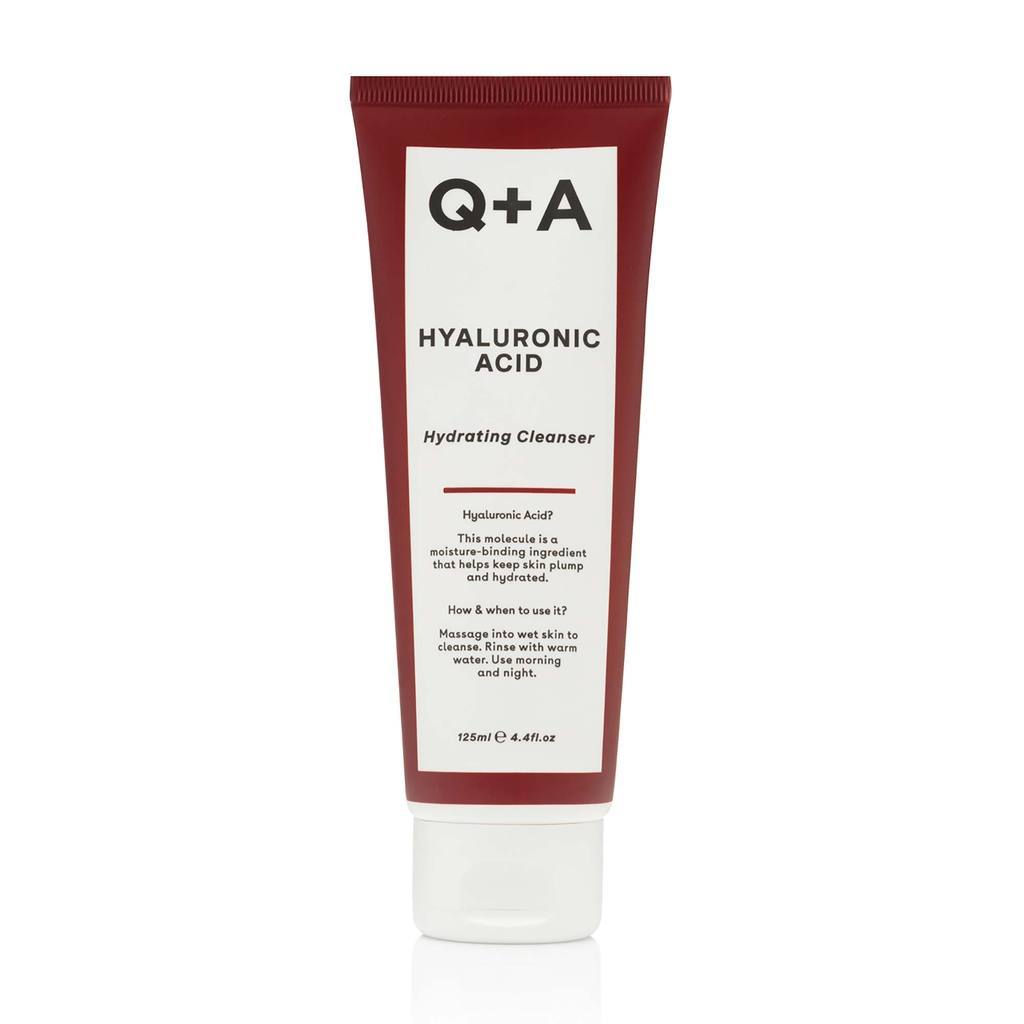 Q+A
HYALURONIC
ACID
Hydrating Cleanser
Hyaluronic Acid?
This molecule is a
moisture-binding ingredient
that helps keep skin plump
and hydrated.
How & when to use it?
Massage into wet skin to
cleanse. Rinse with warm
water. Use morning
and night.
125ml ℮ 4.4fl.oz